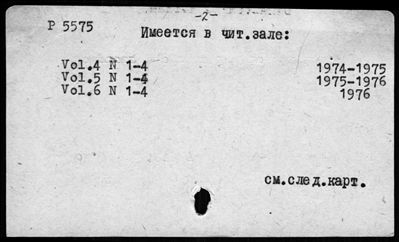 -2-
P 5575
Имеется в чит.зале:
Vol.4 N 1-4 1974-1975
Vol.5 N 1-4 1975-1976
Vol.6 N 1-4 1976
см.след.карт.